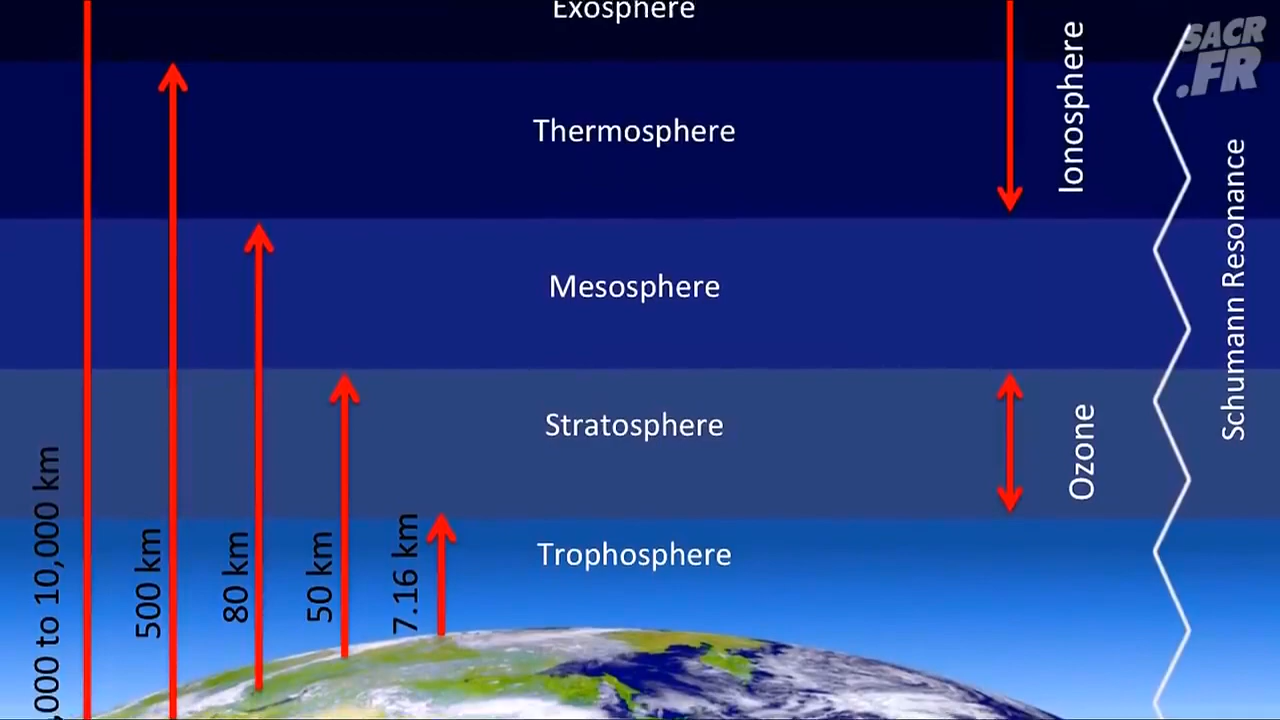 Exosphere
Thermosphere
Mesosphere
Stratosphere
Trophosphere
,000 to 10,000 km
500 km
80 km
50 km
7.16 km
Ionosphere
Ozone
Schumann Resonance
SACR
.FR